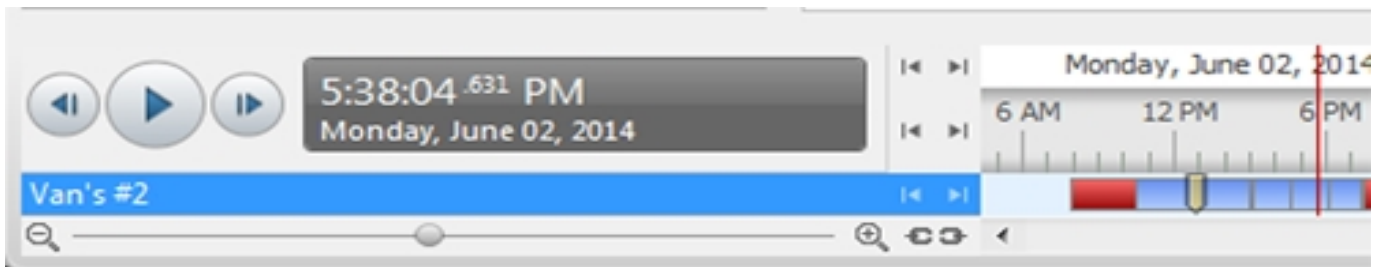 5:38:04 .631 PM
Monday, June 02, 2014
Monday, June 02, 2014
6 AM 12 PM 6 PM
Van's #2